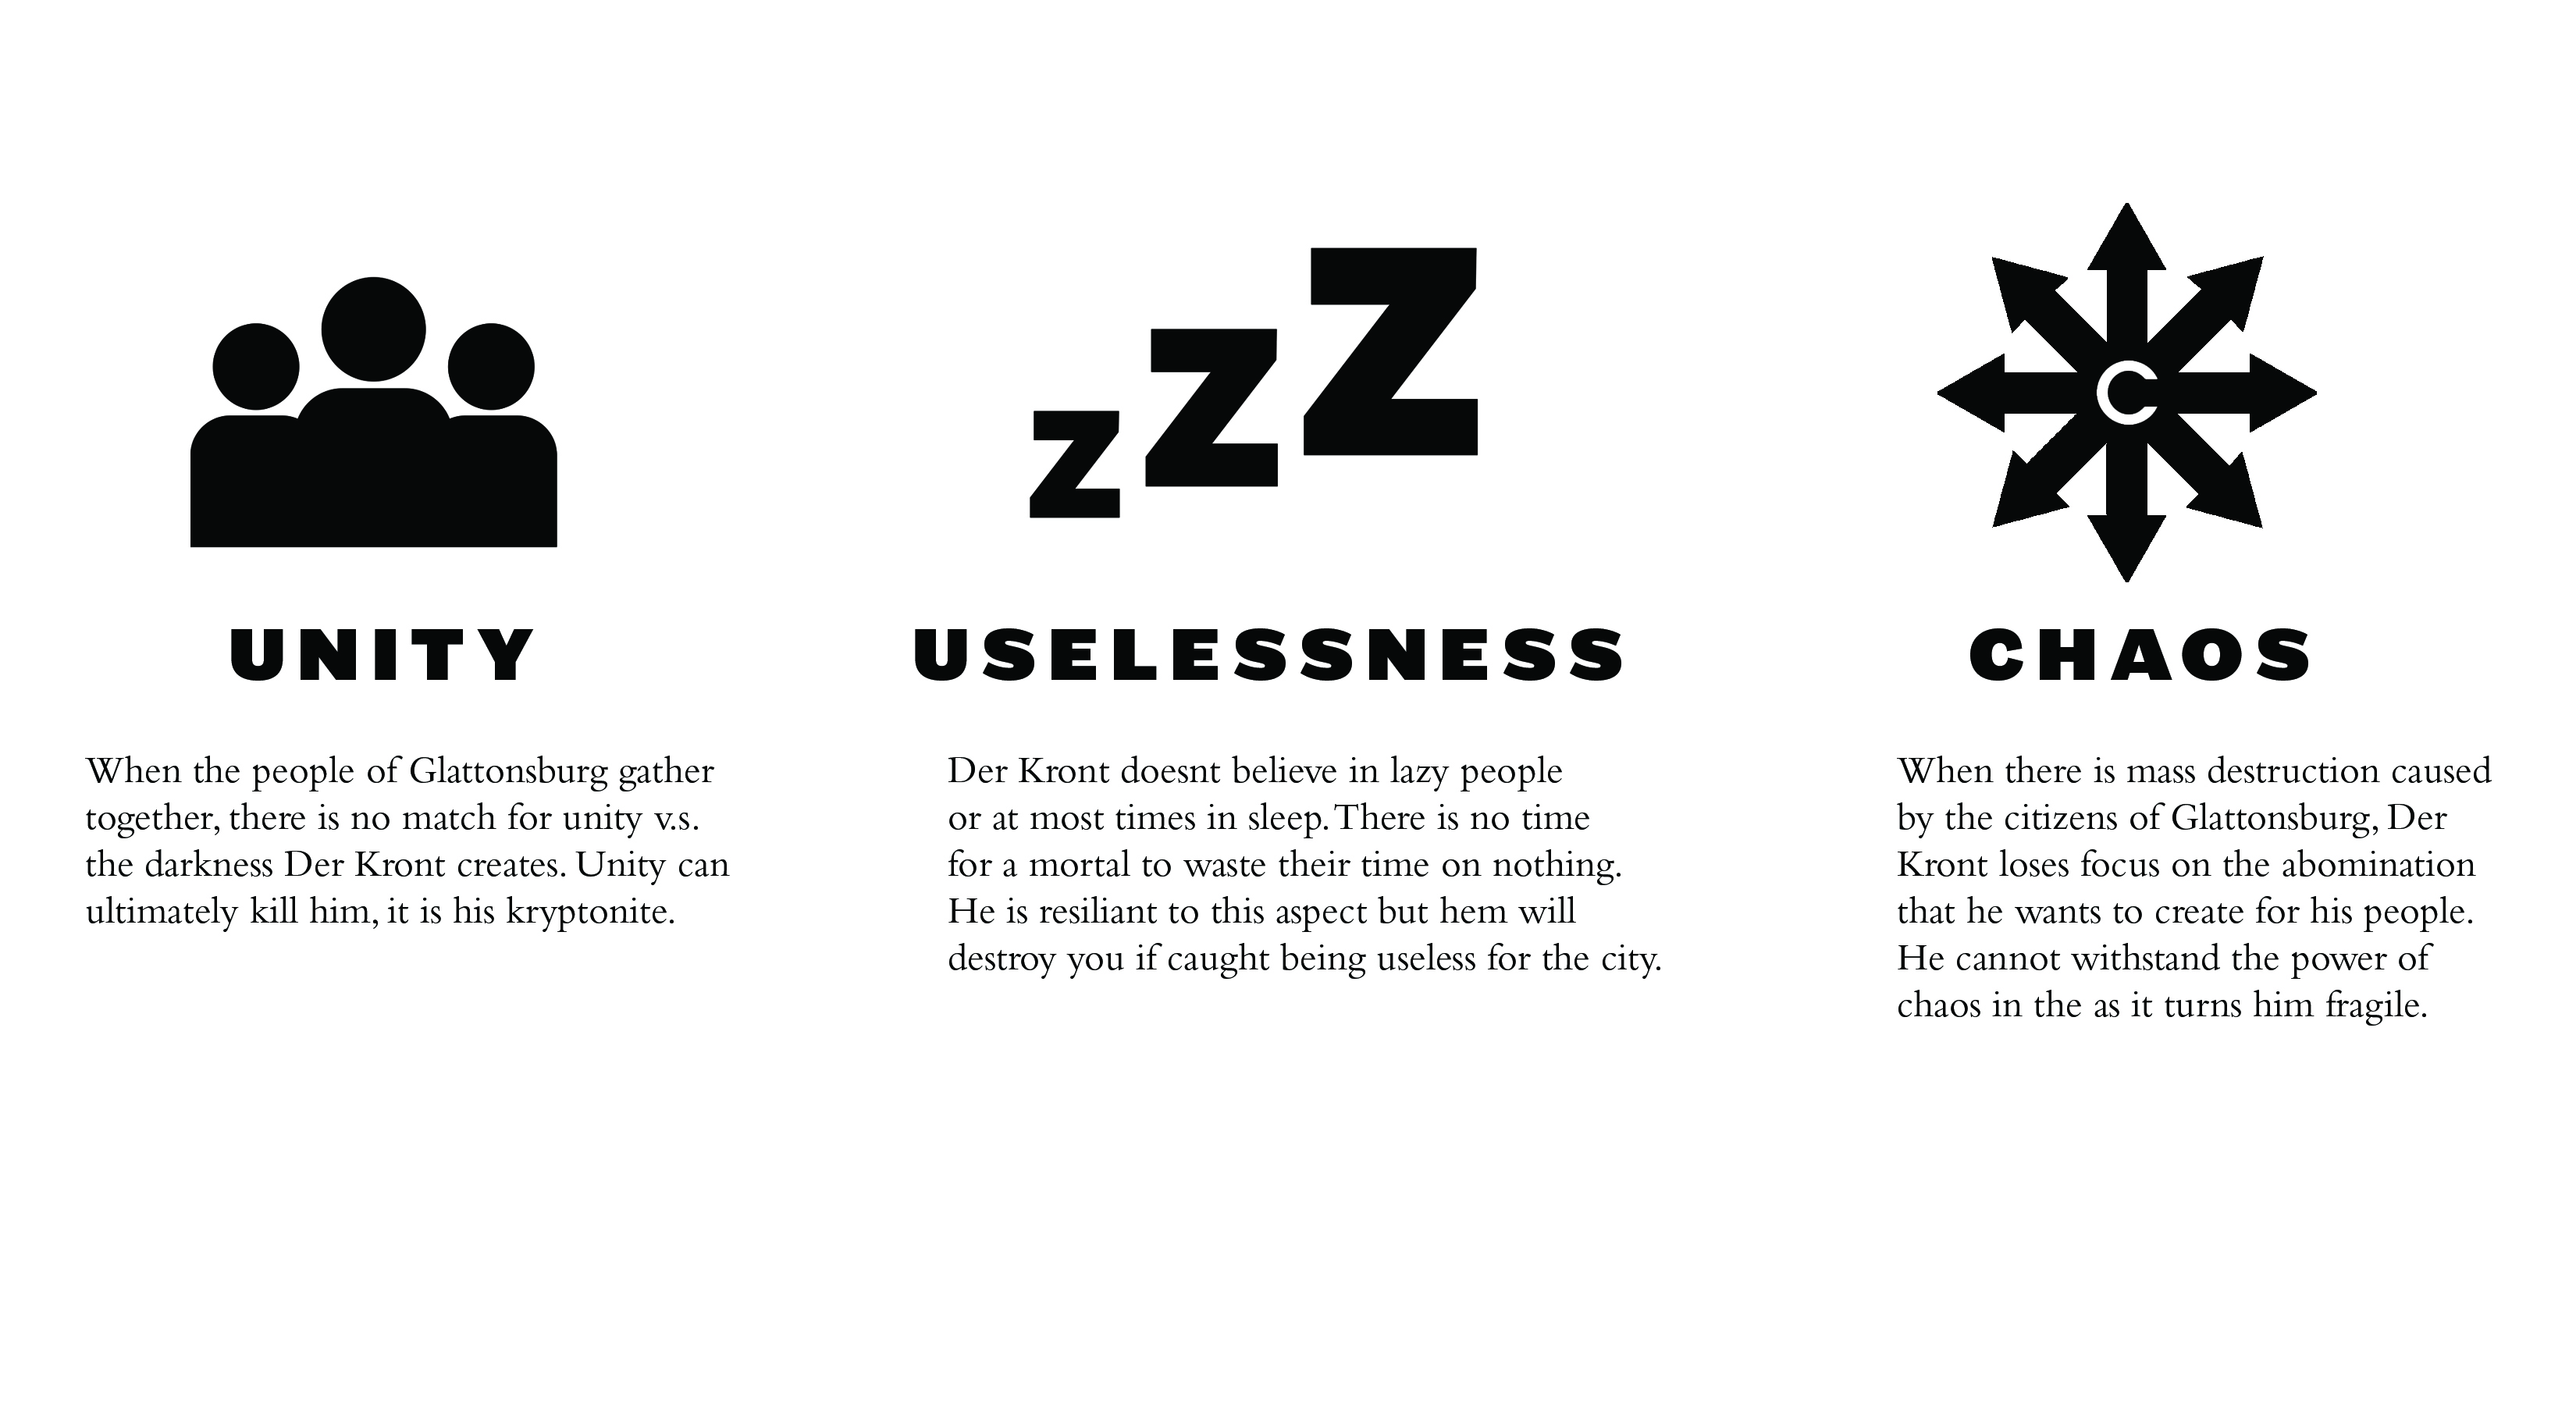 z z z
C
UNITY
USELESSNESS
CHAOS
When the people of Glattonsburg gather
together, there is no match for unity v.s.
the darkness Der Kront creates. Unity can
ultimately kill him, it is his kryptonite.
Der Kront doesnt believe in lazy people
or at most times in sleep. There is no time
for a mortal to waste their time on nothing.
He is resiliant to this aspect but hem will
destroy you if caught being useless for the city.
When there is mass destruction caused
by the citizens of Glattonsburg, Der
Kront loses focus on the abomination
that he wants to create for his people.
He cannot withstand the power of
chaos in the as it turns him fragile.